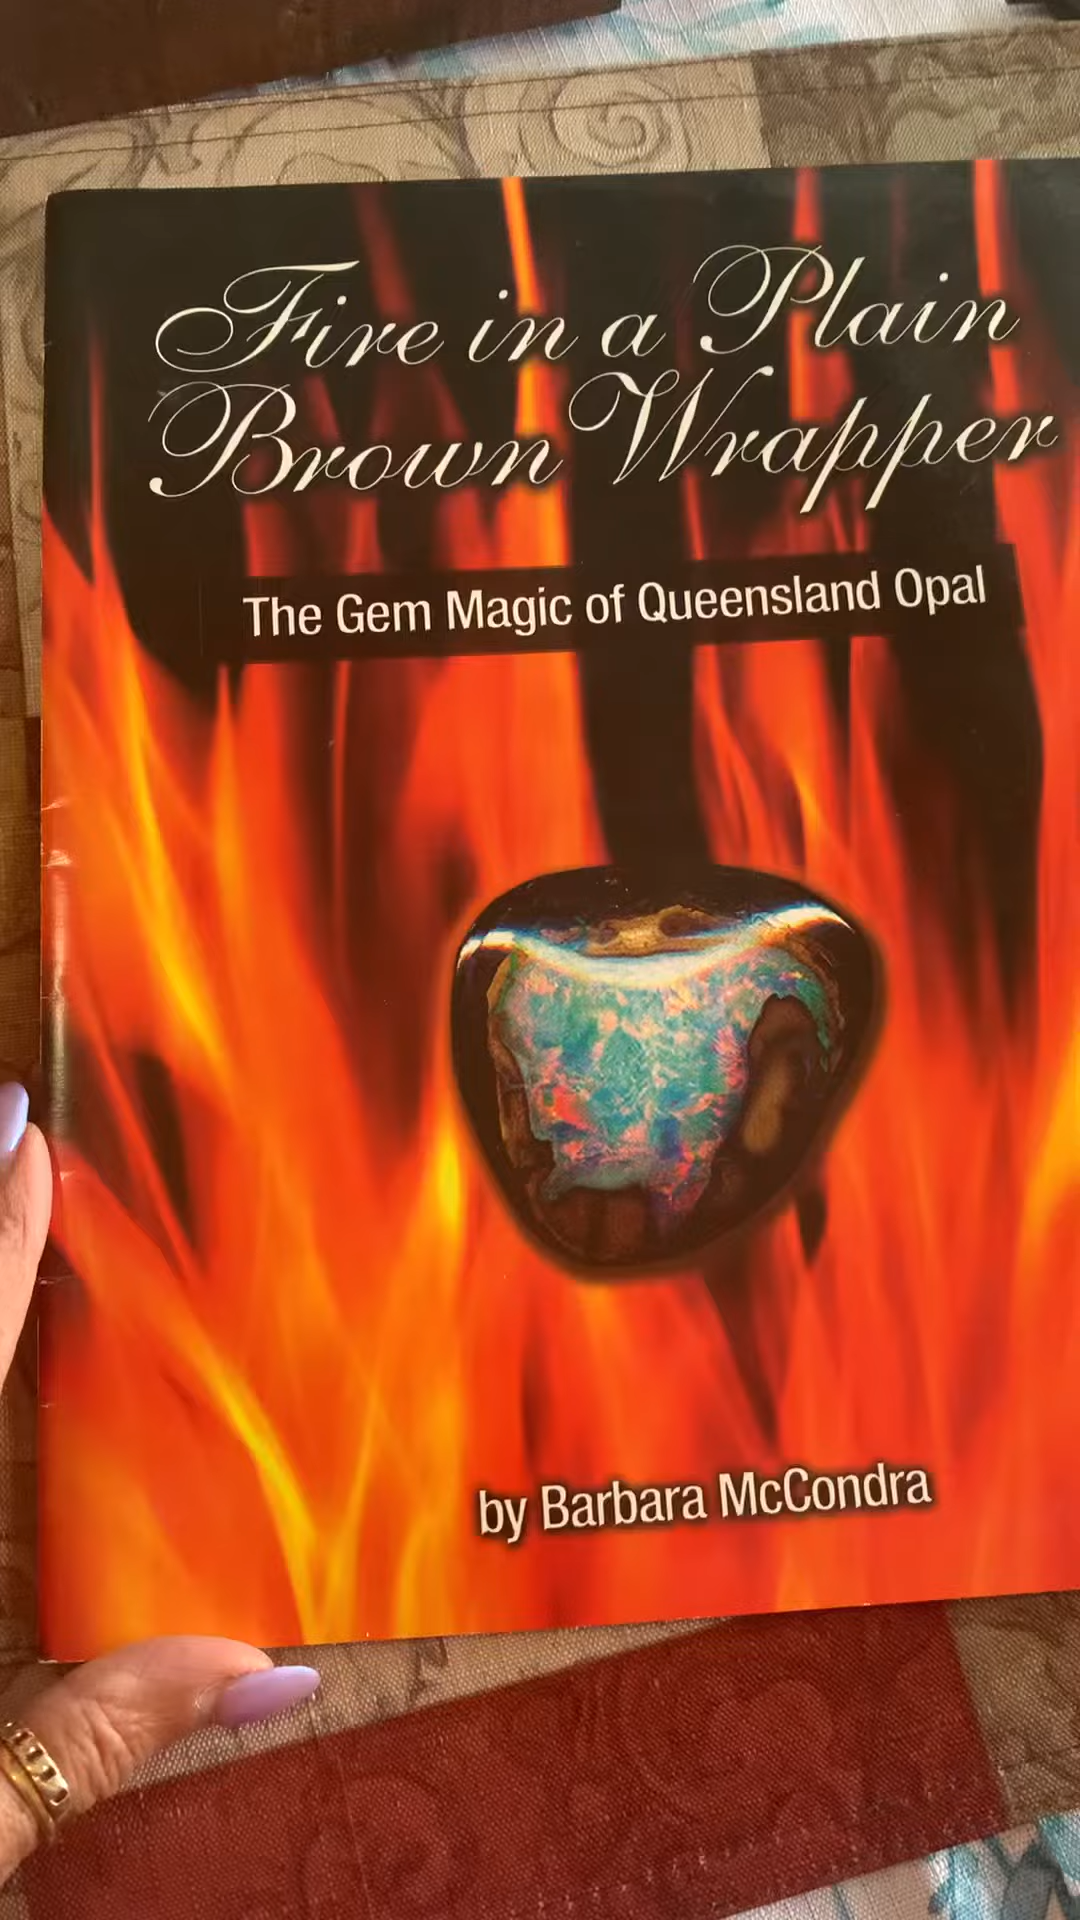 Fire in a Plain
Brown Wrapper
The Gem Magic of Queensland Opal
by Barbara McCondra